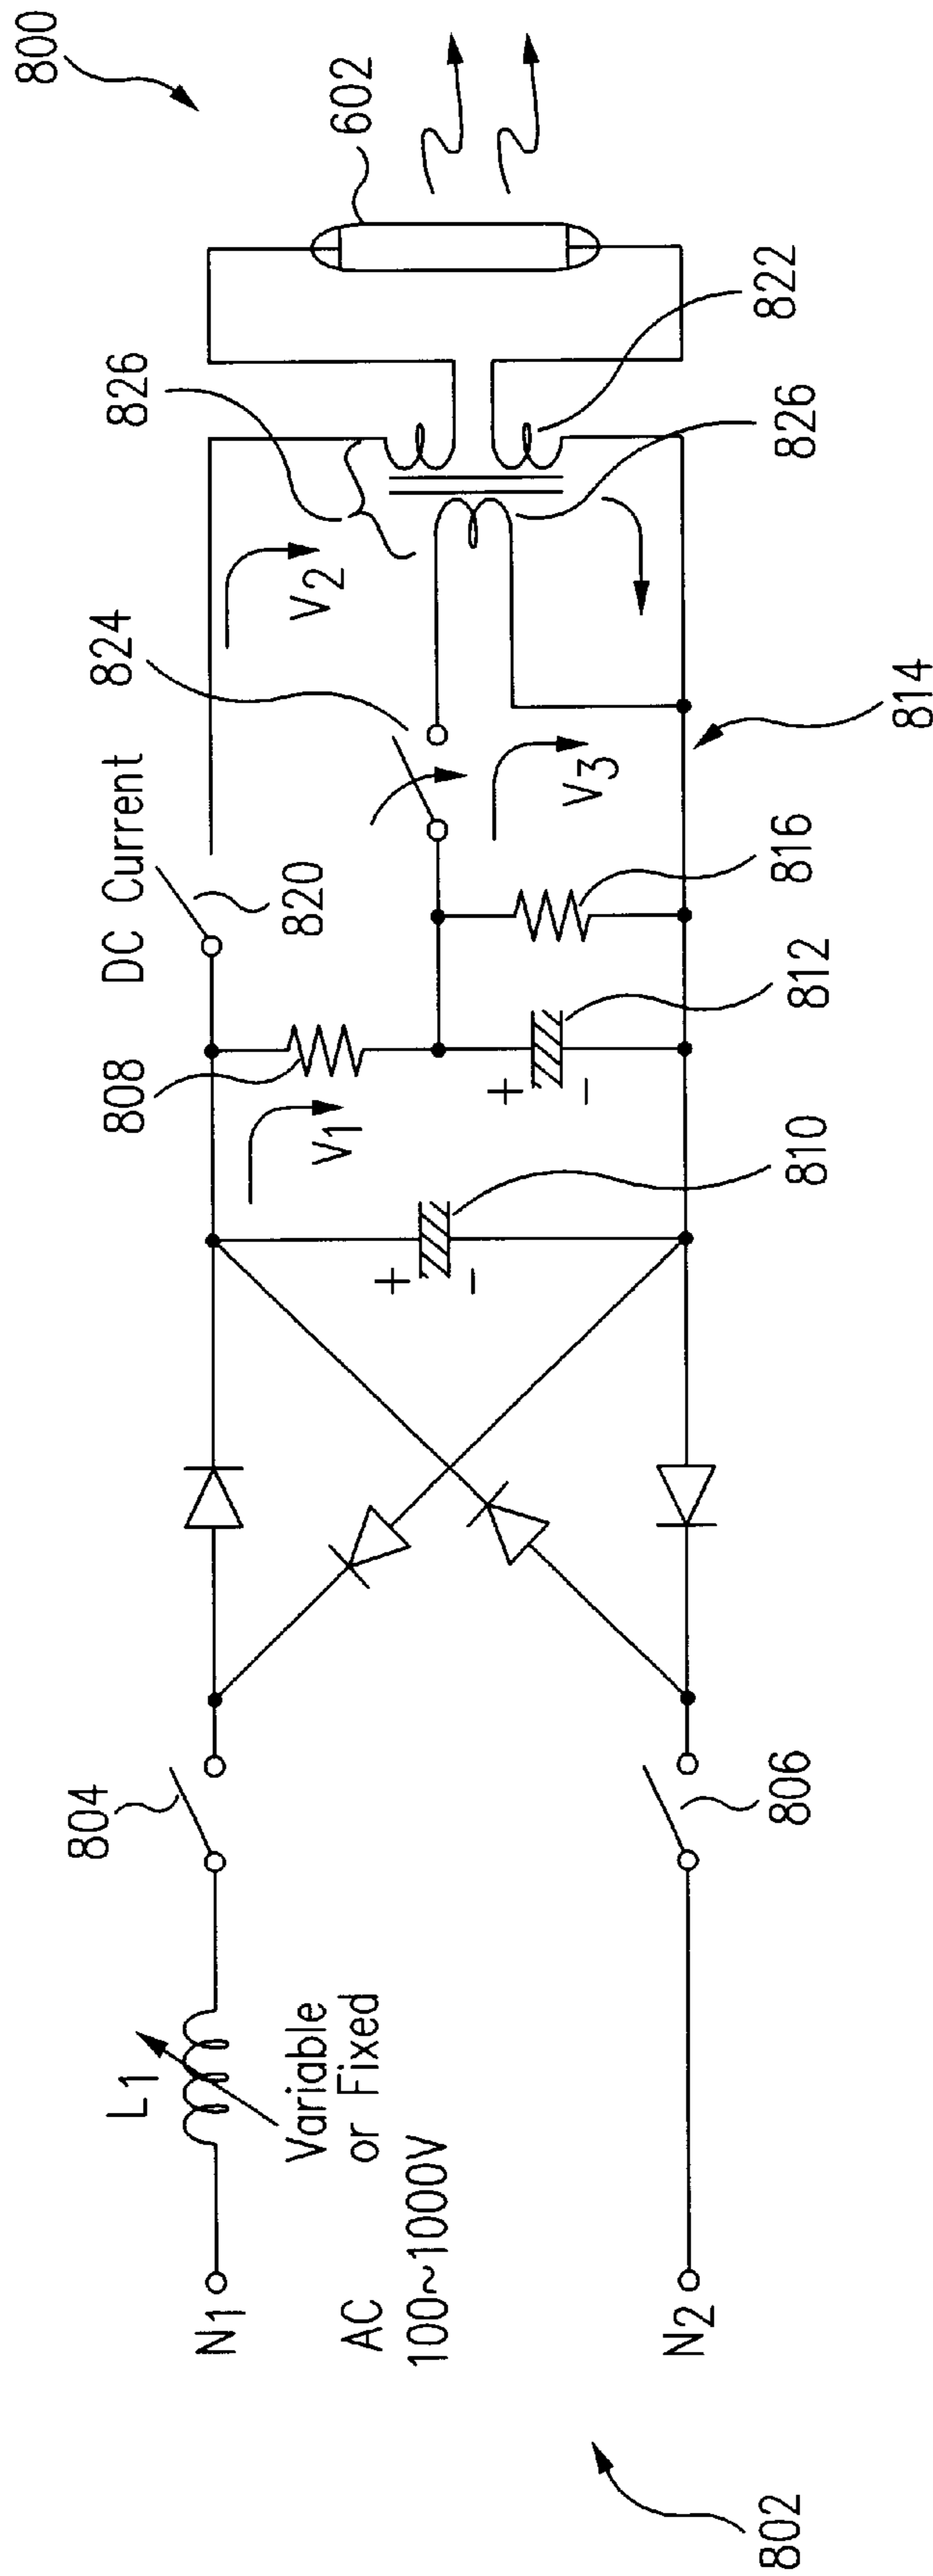 800
602
826
822
826
V2
824
V3
814
DC Current
820
816
812
808
V1
+
-
810
+
-
804
806
L1
Variable
or Fixed
N1
AC
100~1000V
N2
802